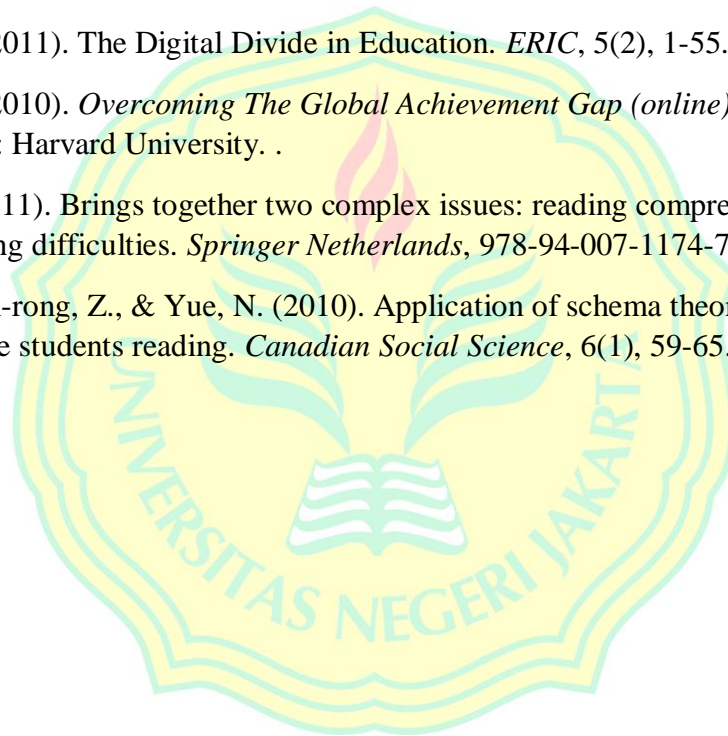 2011). The Digital Divide in Education. ERIC, 5(2), 1-55.
2010). Overcoming The Global Achievement Gap (online)
: Harvard University. .
11). Brings together two complex issues: reading compre
ng difficulties. Springer Netherlands, 978-94-007-1174-7
-rong, Z., & Yue, N. (2010). Application of schema theor
e students reading. Canadian Social Science, 6(1), 59-65.
UNIVERSITAS NEGERI JAKARTA